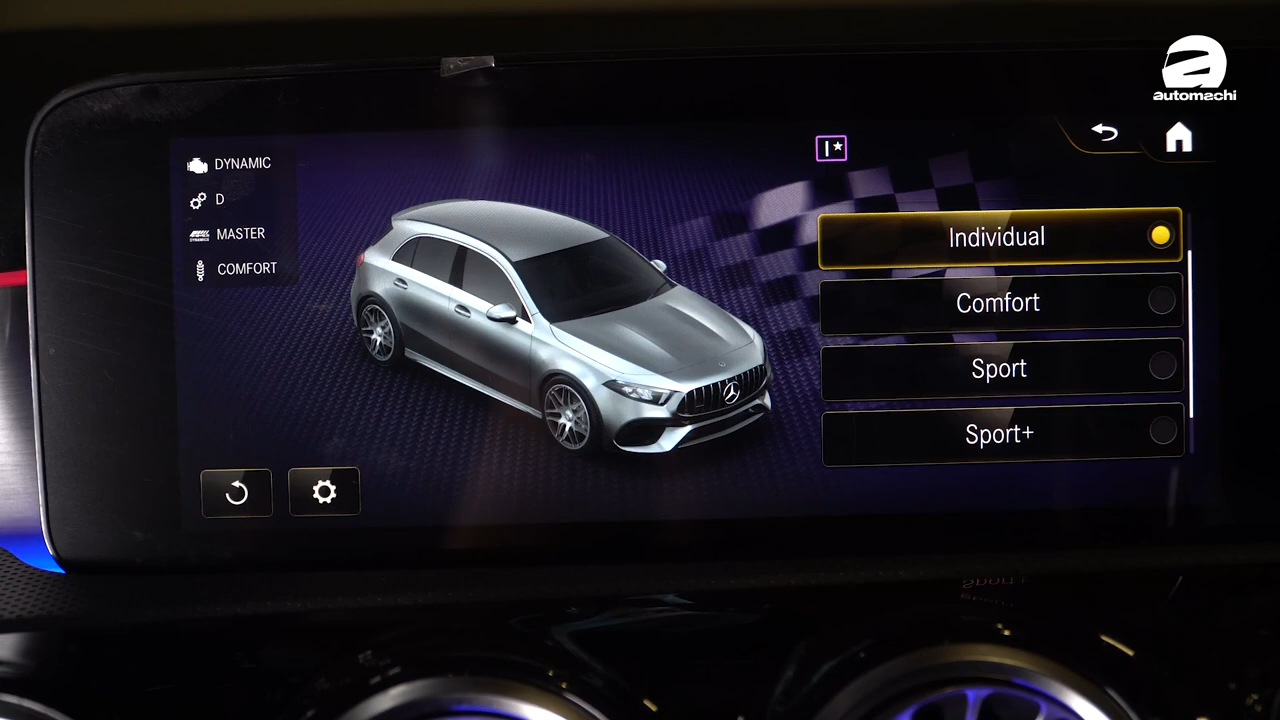 automachi
DYNAMIC
D
MASTER
COMFORT
I★
Individual
Comfort
Sport
Sport+